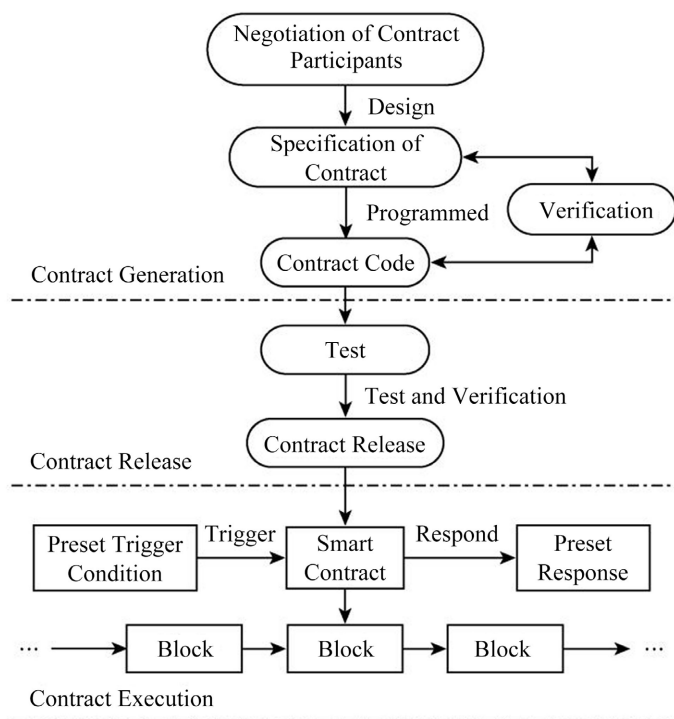 Negotiation of Contract
Participants
Design
Specification of
Contract
Programmed
Verification
Contract Code
Contract Generation
Test
Test and Verification
Contract Release
Contract Release
Preset Trigger
Condition
Trigger
Smart
Contract
Respond
Preset
Response
... Block Block Block ...
Contract Execution